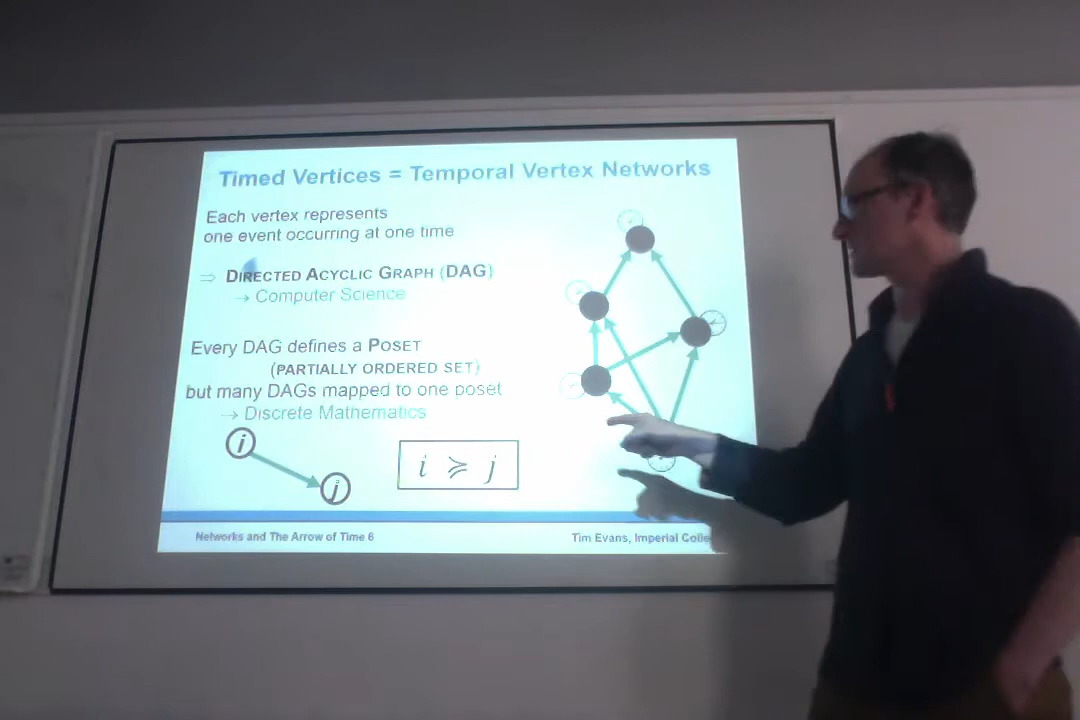 Timed Vertices = Temporal Vertex Networks
Each vertex represents
one event occurring at one time
⇒ DIRECTED ACYCLIC GRAPH (DAG)
→ Computer Science
Every DAG defines a POSET
(PARTIALLY ORDERED SET)
but many DAGs mapped to one poset
→ Discrete Mathematics
i
j
i ≽ j
Networks and The Arrow of Time 6
Tim Evans, Imperial